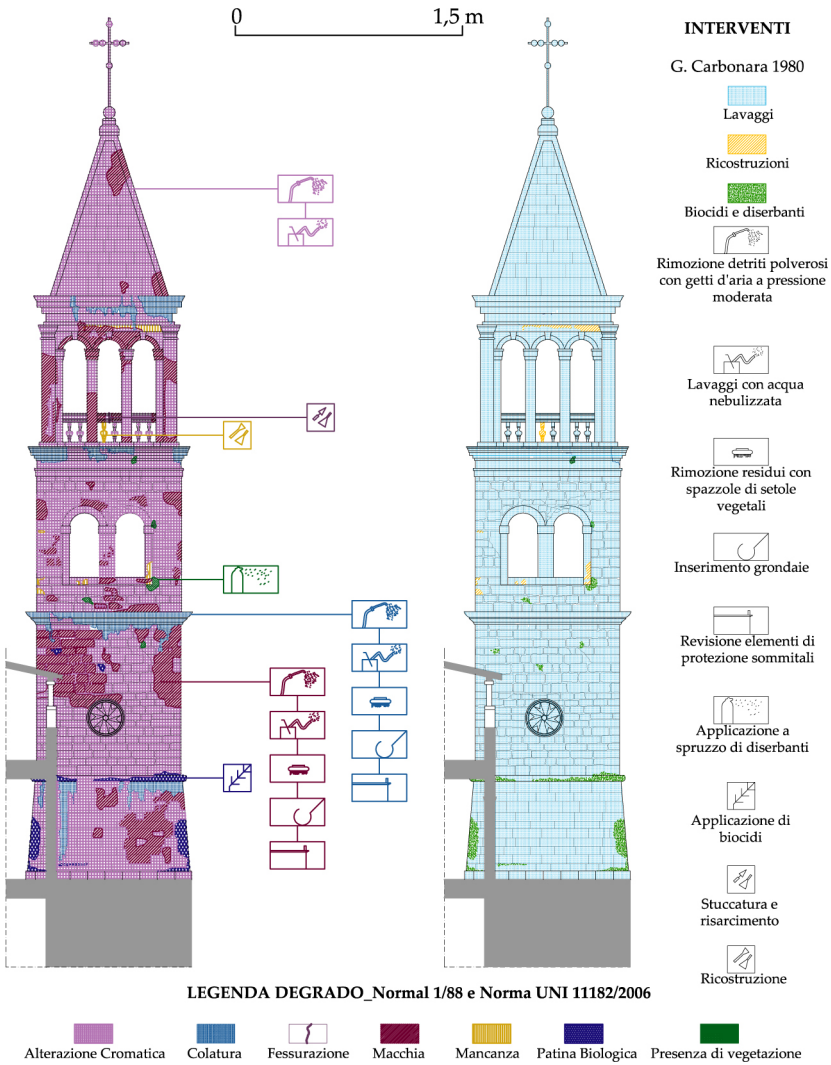 0 1,5 m
INTERVENTI
G. Carbonara 1980
Lavaggi
Ricostruzioni
Biocidi e diserbanti
Rimozione detriti polverosi
con getti d'aria a pressione
moderata
Lavaggi con acqua
nebulizzata
Rimozione residui con
spazzole di setole
vegetali
Inserimento grondaie
Revisione elementi di
protezione sommitali
Applicazione a
spruzzo di diserbanti
Applicazione di
biocidi
Stuccatura e
risarcimento
Ricostruzione
LEGENDA DEGRADO_Normal 1/88 e Norma UNI 11182/2006
Alterazione Cromatica Colatura Fessurazione Macchia Mancanza Patina Biologica Presenza di vegetazione